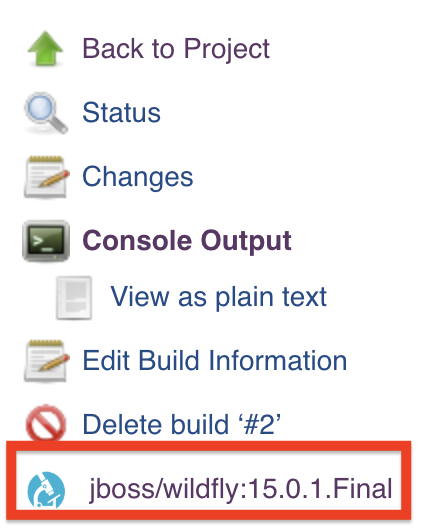 Back to Project
Status
Changes
Console Output
View as plain text
Edit Build Information
Delete build ‘#2’
jboss/wildfly:15.0.1.Final